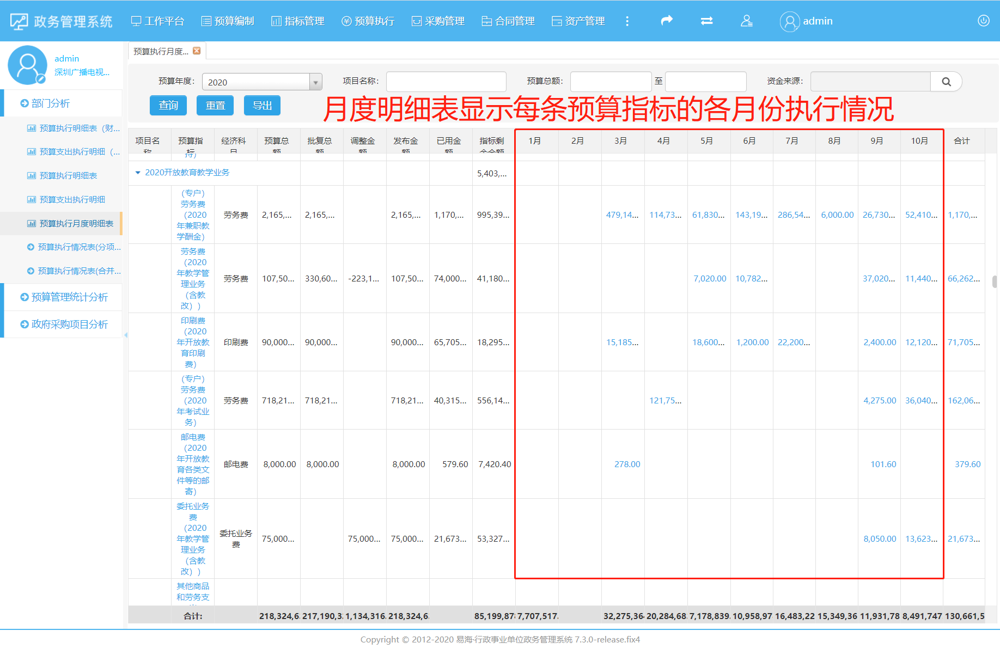 政务管理系统 工作平台 预算编制 指标管理 预算执行 采购管理 合同管理 资产管理 admin
admin
深圳广播电视...
部门分析
预算执行明细表（财...
预算支出执行明细（...
预算执行明细表
预算支出执行明细
预算执行月度明细表
预算执行情况表(分项...
预算执行情况表(合并...
预算管理统计分析
政府采购项目分析
预算执行月度...
预算年度： 2020 项目名称： 预算总额： 至 资金来源：
查询 重置 导出
月度明细表显示每条预算指标的各月份执行情况
项目名称 预算指标 经济科目 预算总额 批复总额 调整金额 发布金额 已用金额 指标剩余金额 1月 2月 3月 4月 5月 6月 7月 8月 9月 10月 合计
持）
2020开放教育教学业务 5,403,...
（专户）
劳务费
（2020
年兼职教
学酬金）
劳务费 2,165,... 2,165,... 2,165,... 1,170,... 995,39... 479,14... 114,73... 61,830... 143,19... 286,54... 6,000.00 26,730... 52,410... 1,170,...
劳务费
（2020
年教学管
理业务
（含教
改））
劳务费 107,50... 330,60... -223,1... 107,50... 74,000... 41,180... 7,020.00 10,782... 37,020... 11,440... 66,262...
印刷费
（2020
年开放教
育印刷
费）
印刷费 90,000... 90,000... 90,000... 65,705... 18,295... 15,185... 18,600... 1,200.00 22,200... 2,400.00 12,120... 71,705...
（专户）
劳务费
（2020
年考试业
务）
劳务费 718,21... 718,21... 718,21... 40,315... 556,14... 121,75... 4,275.00 36,040... 162,06...
邮电费
（2020
年开放教
育各类文
件等的邮
寄）
邮电费 8,000.00 8,000.00 8,000.00 579.60 7,420.40 278.00 101.60 379.60
委托业务
费
（2020
年教学管
理业务
（含教
改））
委托业务
费
75,000... 75,000... 75,000... 21,673... 53,327... 8,050.00 13,623... 21,673...
其他商品
和劳务支
合计: 218,324,6 217,190,3 1,134,316. 218,324,6 85,199,87 7,707,517. 32,275,36 20,284,68 7,178,839. 10,958,97 16,483,22 15,349,36 11,931,78 8,491,747 130,661,5
Copyright © 2012-2020 易海·行政事业单位政务管理系统 7.3.0-release.fix4